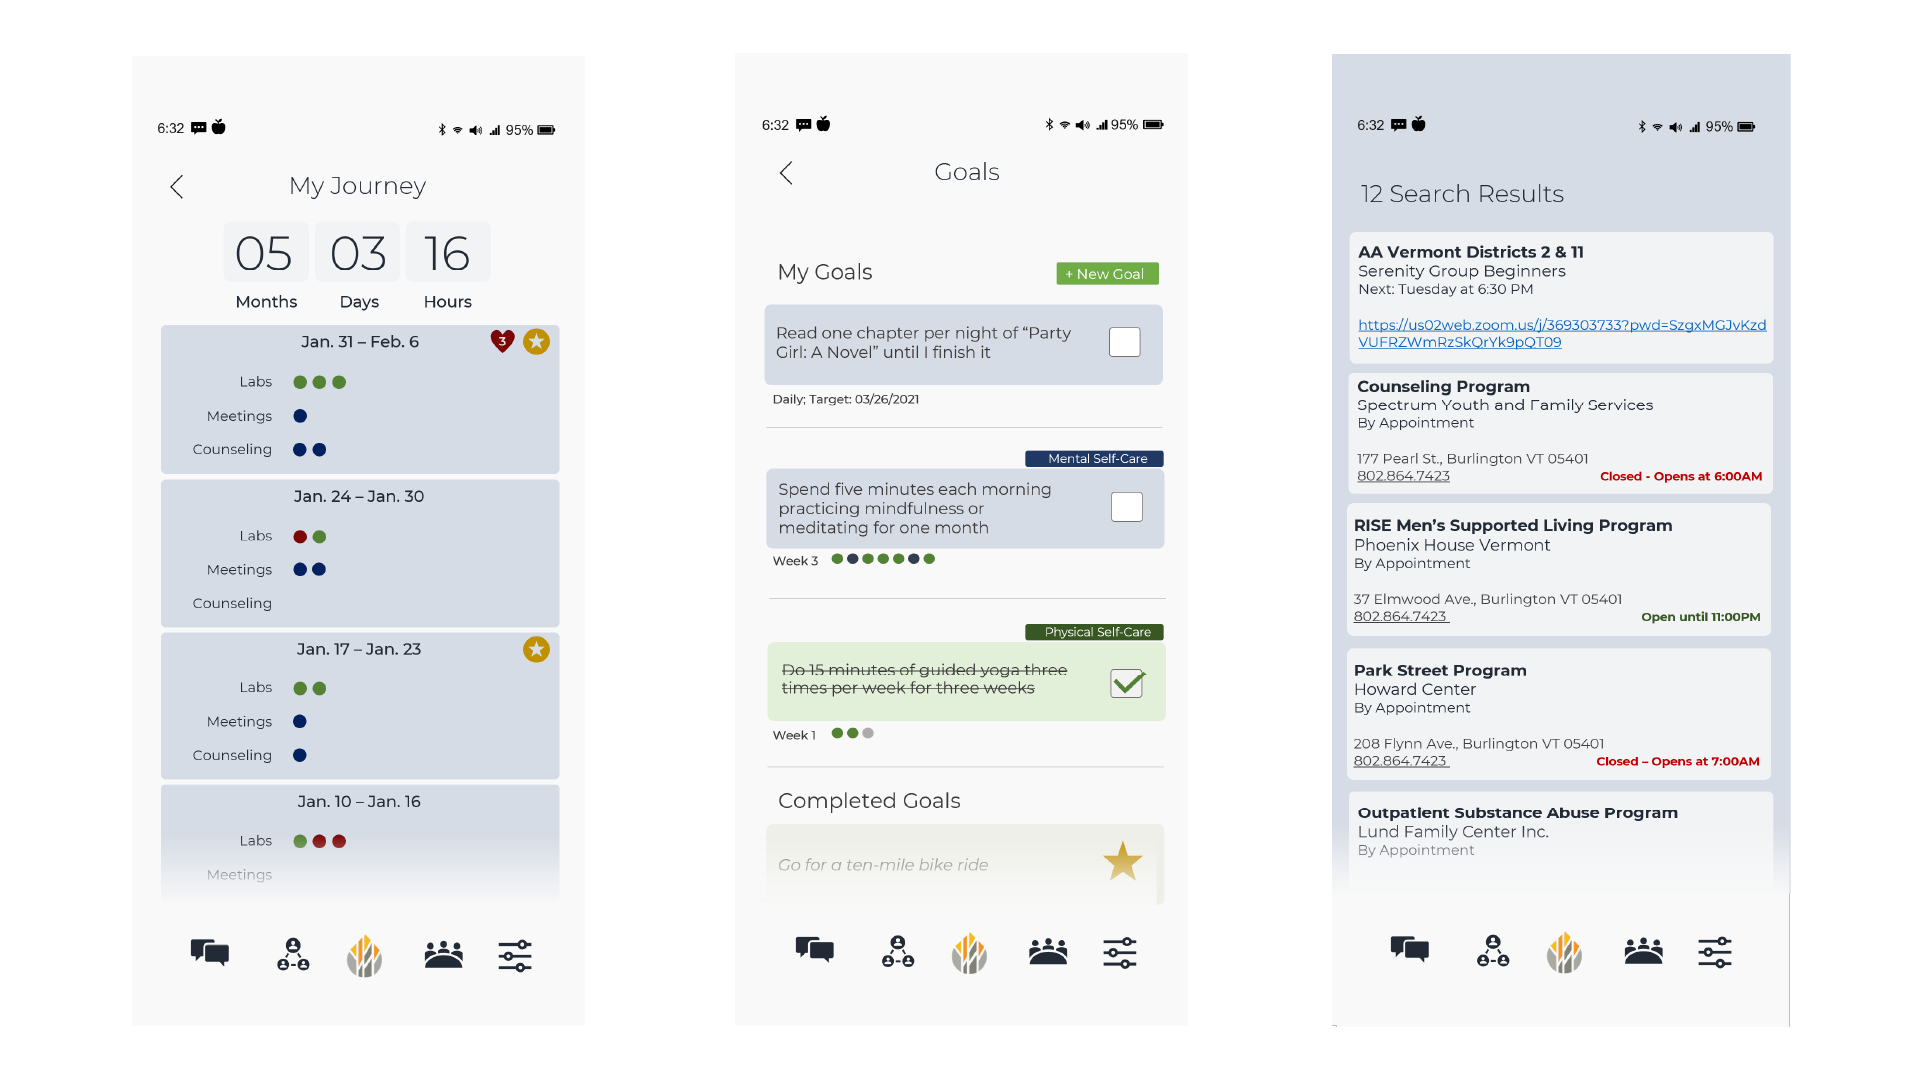 6:32
95%
My Journey
05 03 16
Months Days Hours
Jan. 31 – Feb. 6
3
Labs
Meetings
Counseling
Jan. 24 – Jan. 30
Labs
Meetings
Counseling
Jan. 17 – Jan. 23
Labs
Meetings
Counseling
Jan. 10 – Jan. 16
Labs
Meetings
6:32
95%
Goals
My Goals
+ New Goal
Read one chapter per night of “Party
Girl: A Novel” until I finish it
Daily; Target: 03/26/2021
Mental Self-Care
Spend five minutes each morning
practicing mindfulness or
meditating for one month
Week 3
Physical Self-Care
Do 15 minutes of guided yoga three
times per week for three weeks
Week 1
Completed Goals
Go for a ten-mile bike ride
6:32
95%
12 Search Results
AA Vermont Districts 2 & 11
Serenity Group Beginners
Next: Tuesday at 6:30 PM
https://us02web.zoom.us/j/369303733?pwd=SzgxMGJvKzd
VUFRZWmRzSkQrYk9pQT09
Counseling Program
Spectrum Youth and Family Services
By Appointment
177 Pearl St., Burlington VT 05401
802.864.7423
Closed - Opens at 6:00AM
RISE Men’s Supported Living Program
Phoenix House Vermont
By Appointment
37 Elmwood Ave., Burlington VT 05401
802.864.7423
Open until 11:00PM
Park Street Program
Howard Center
By Appointment
208 Flynn Ave., Burlington VT 05401
802.864.7423
Closed – Opens at 7:00AM
Outpatient Substance Abuse Program
Lund Family Center Inc.
By Appointment